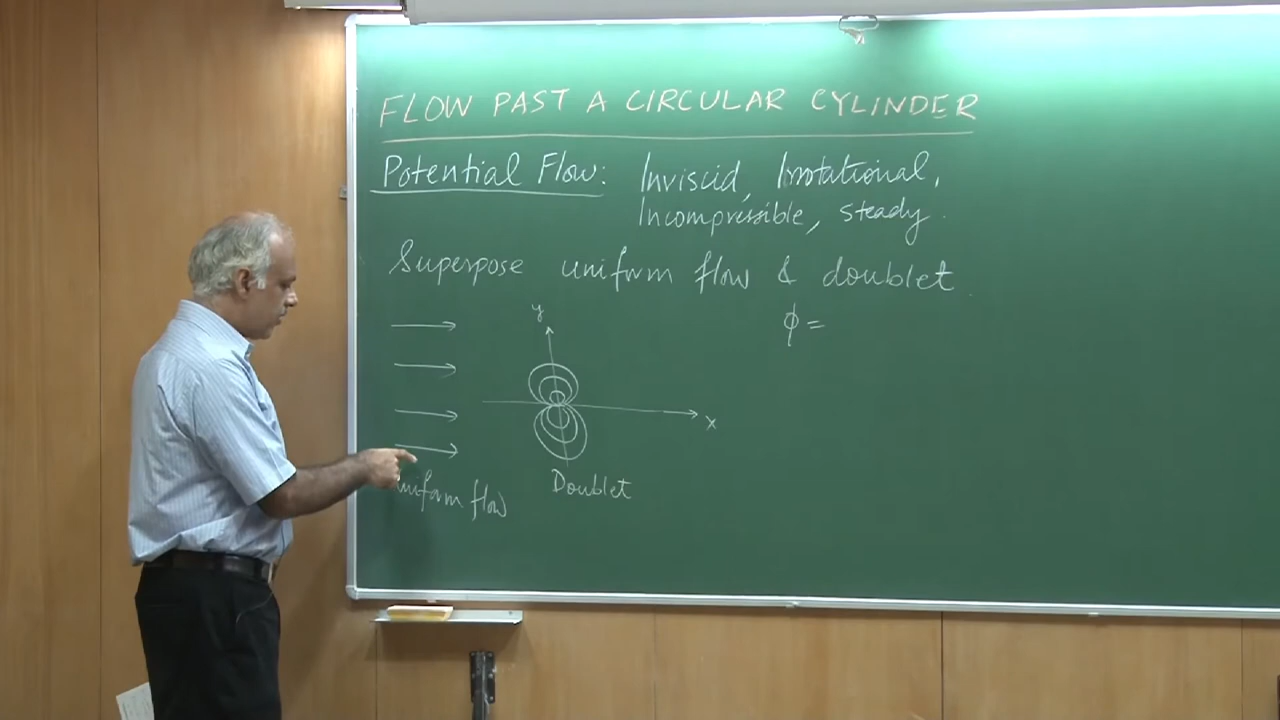 FLOW PAST A CIRCULAR CYLINDER
Potential Flow: Inviscid, Irrotational,
Incompressible, steady.
Superpose uniform flow & doublet.
y
ϕ =
x
Uniform flow
Doublet